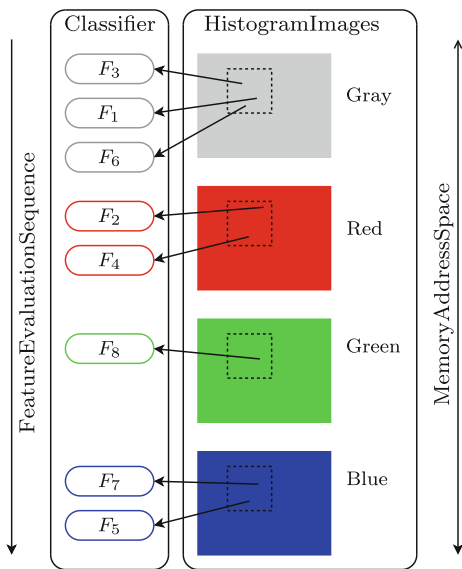 Classifier
HistogramImages
FeatureEvaluationSequence
F3
F1
F6
Gray
F2
F4
Red
F8
Green
F7
F5
Blue
MemoryAddressSpace